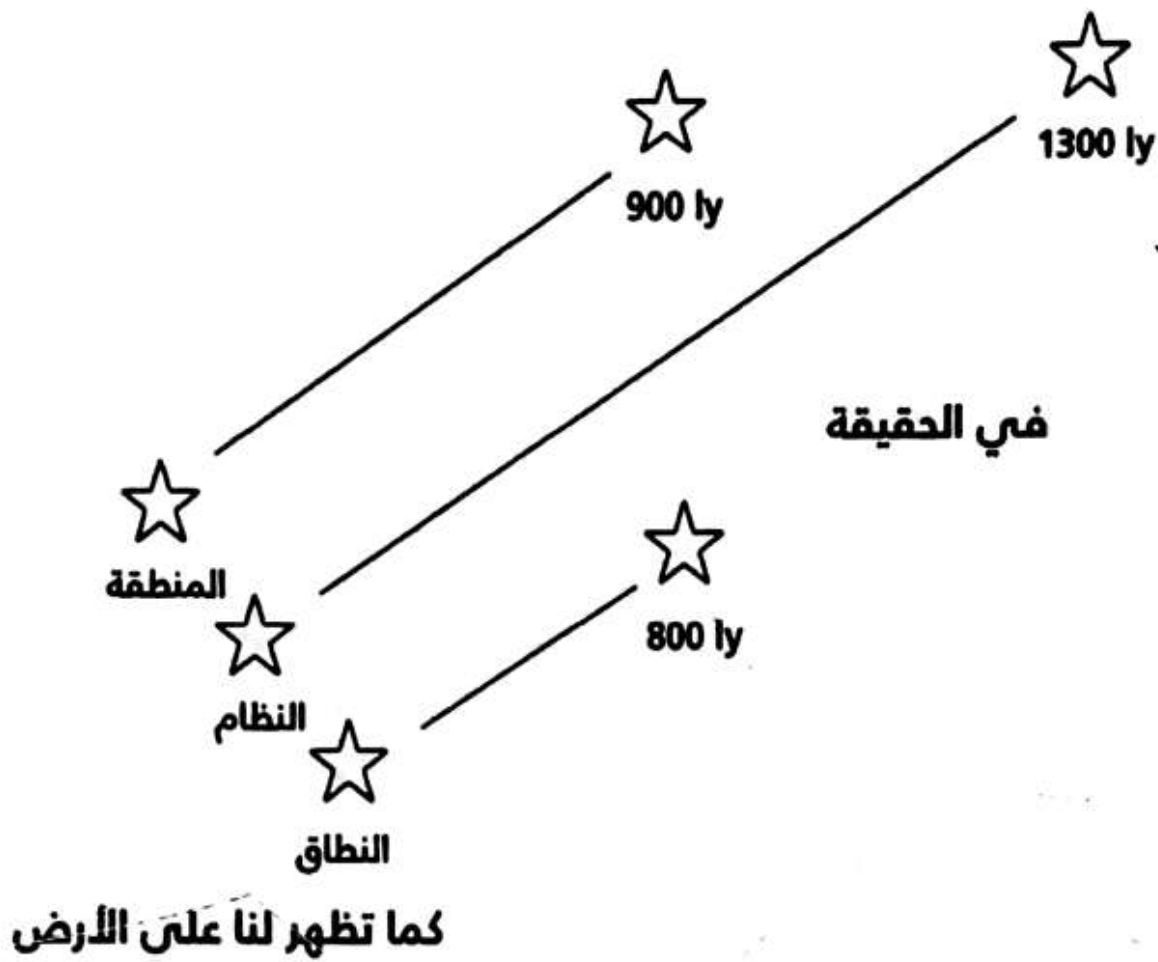 1300 ly
900 ly
في الحقيقة
المنطقة
800 ly
النظام
النطاق
كما تظهر لنا على الأرض